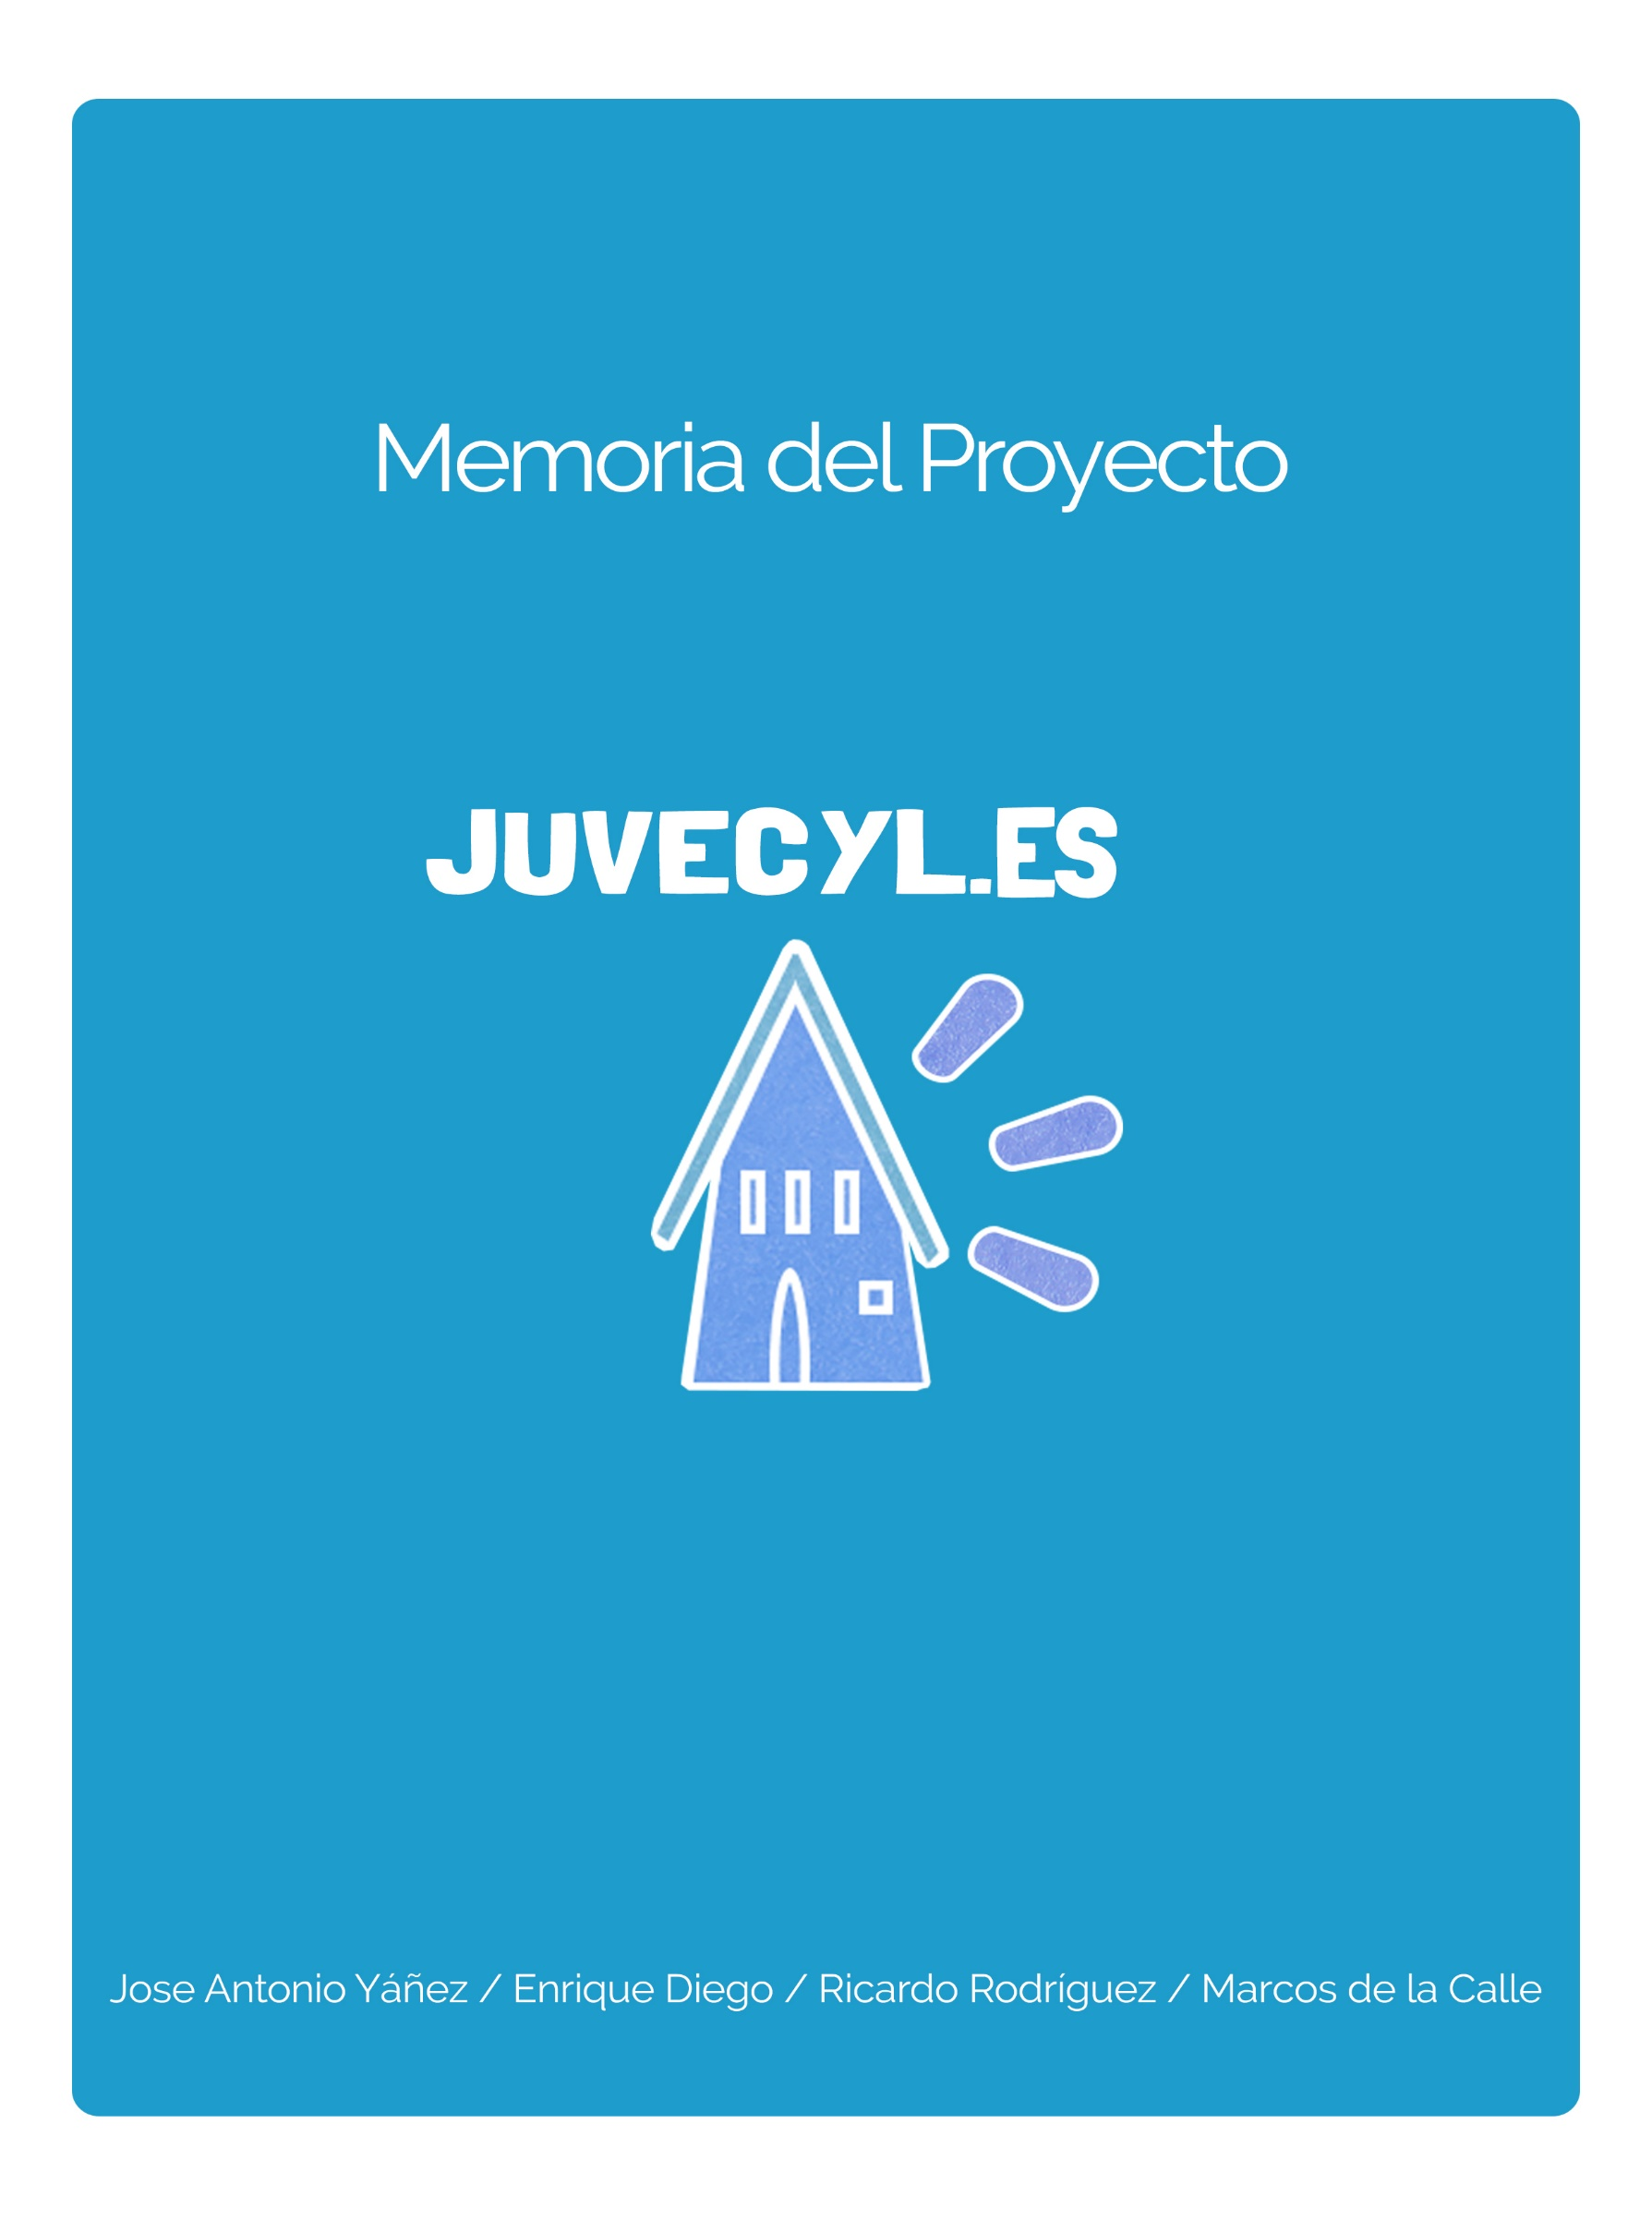 Memoria del Proyecto
JUVECYL.ES
Jose Antonio Yáñez / Enrique Diego / Ricardo Rodríguez / Marcos de la Calle